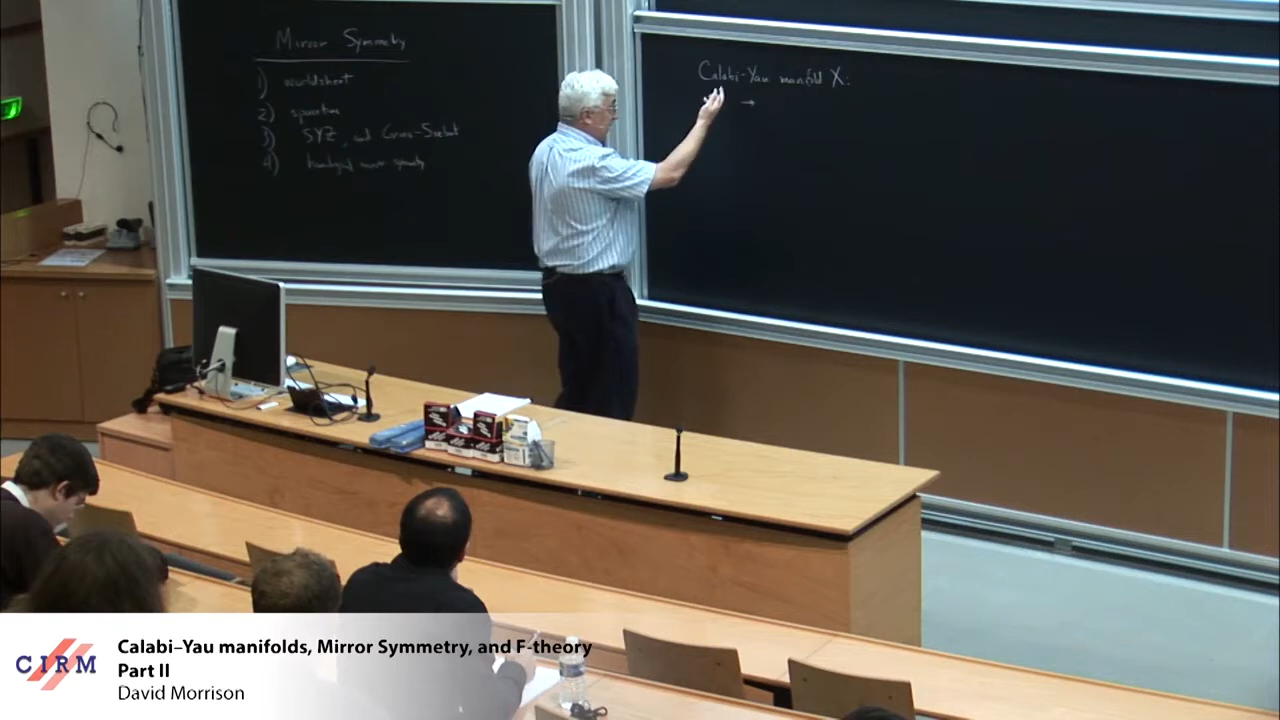 Mirror Symmetry
1) worldsheet
2) spacetime
3) SYZ, and Gross-Siebert
4) homological mirror symmetry
Calabi-Yau manifold X:
→
CIRM
Calabi–Yau manifolds, Mirror Symmetry, and F-theory
Part II
David Morrison